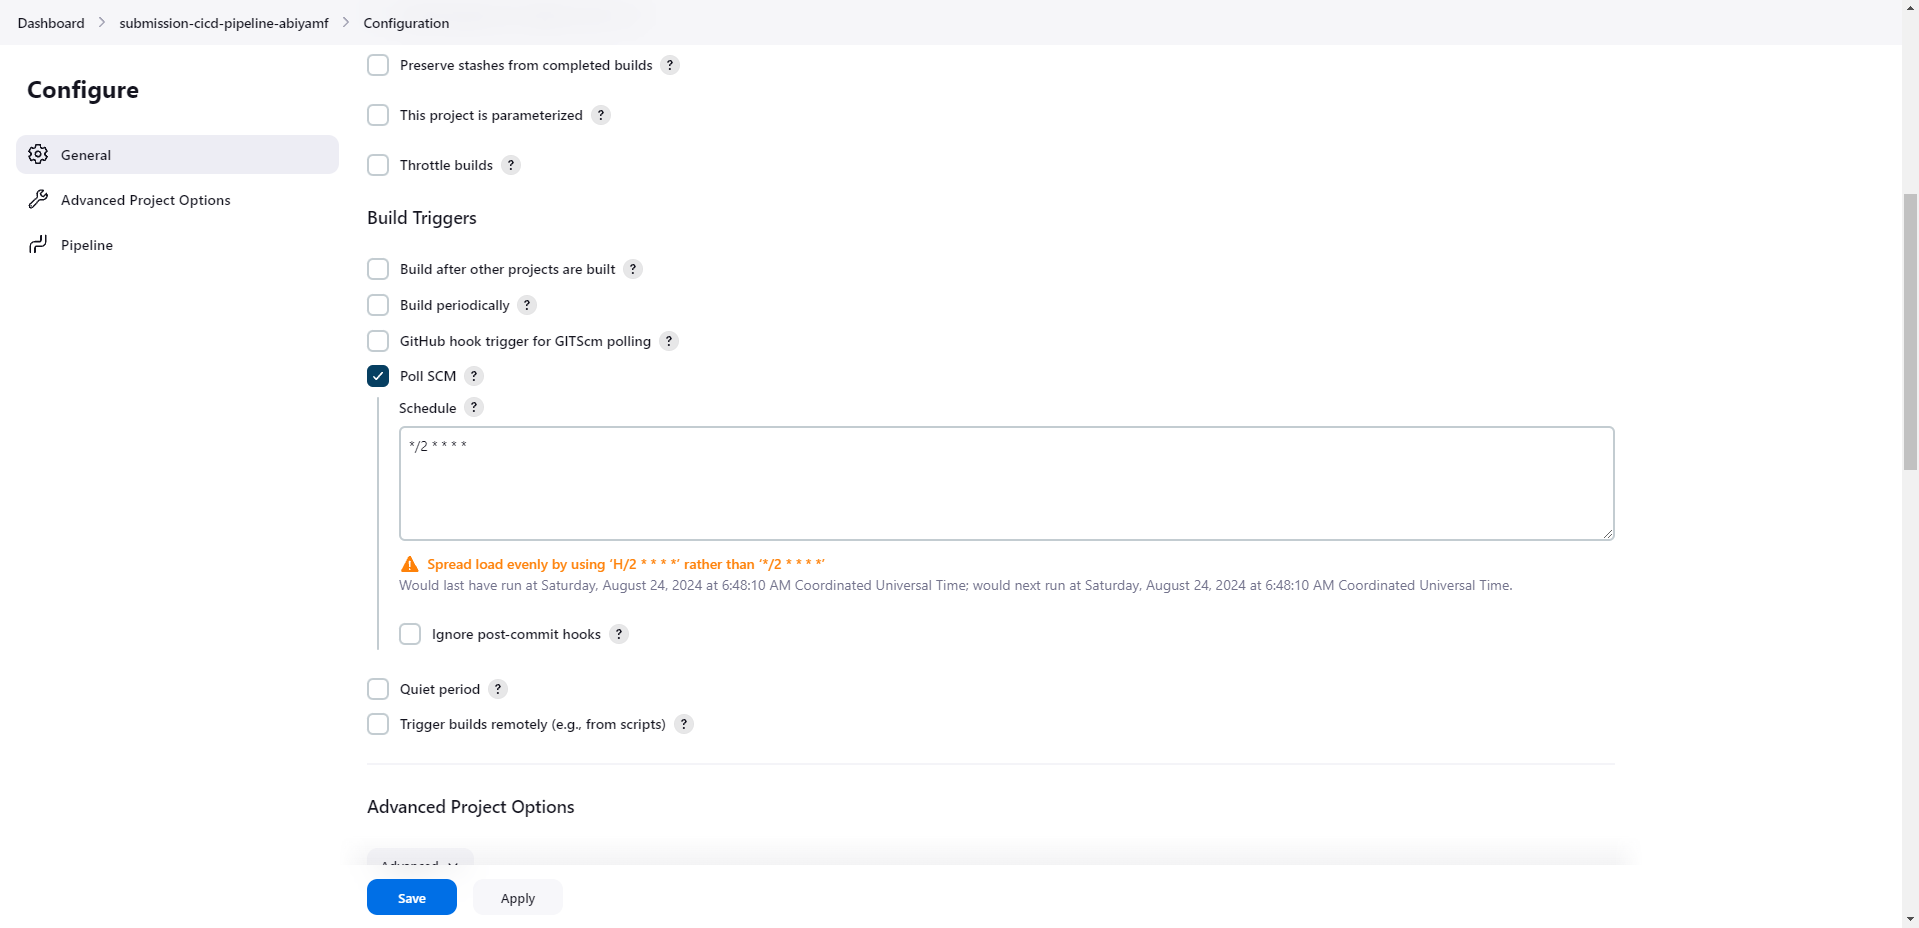 Dashboard > submission-cicd-pipeline-abiyamf > Configuration
Configure
General
Advanced Project Options
Pipeline
Preserve stashes from completed builds ?
This project is parameterized ?
Throttle builds ?
Build Triggers
Build after other projects are built ?
Build periodically ?
GitHub hook trigger for GITScm polling ?
Poll SCM ?
Schedule ?
*/2 * * * *
Spread load evenly by using ‘H/2 * * * *’ rather than ‘*/2 * * * *’
Would last have run at Saturday, August 24, 2024 at 6:48:10 AM Coordinated Universal Time; would next run at Saturday, August 24, 2024 at 6:48:10 AM Coordinated Universal Time.
Ignore post-commit hooks ?
Quiet period ?
Trigger builds remotely (e.g., from scripts) ?
Advanced Project Options
Advanced
Save
Apply